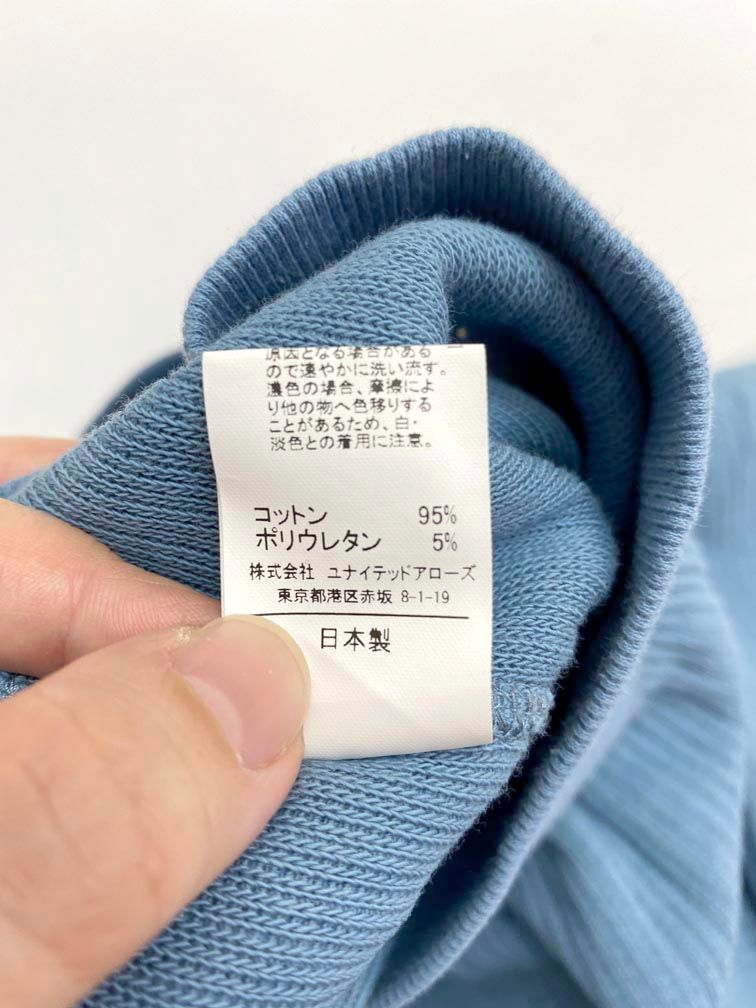 原因となる場合がある
ので速やかに洗い流す。
濃色の場合、摩擦によ
り他の物へ色移りする
ことがあるため、白・
淡色との着用に注意。
コットン 95%
ポリウレタン 5%
株式会社 ユナイテッドアローズ
東京都港区赤坂 8-1-19
日本製